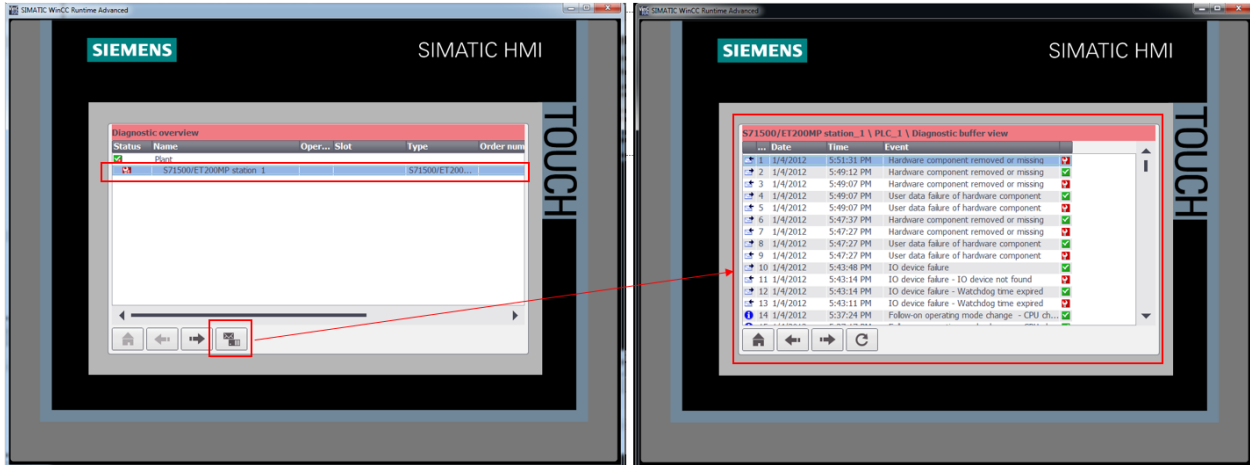 SIMATIC WinCC Runtime Advanced
SIEMENS
SIMATIC HMI
TOUCH
Diagnostic overview
Status Name Oper... Slot Type Order num
Plant
S71500/ET200MP station_1 S71500/ET200...
SIMATIC WinCC Runtime Advanced
SIEMENS
SIMATIC HMI
TOUCH
S71500/ET200MP station_1 \ PLC_1 \ Diagnostic buffer view
... Date Time Event
1 1/4/2012 5:51:31 PM Hardware component removed or missing
2 1/4/2012 5:49:12 PM Hardware component removed or missing
3 1/4/2012 5:49:07 PM Hardware component removed or missing
4 1/4/2012 5:49:07 PM User data failure of hardware component
5 1/4/2012 5:49:07 PM User data failure of hardware component
6 1/4/2012 5:47:37 PM Hardware component removed or missing
7 1/4/2012 5:47:27 PM Hardware component removed or missing
8 1/4/2012 5:47:27 PM User data failure of hardware component
9 1/4/2012 5:47:27 PM User data failure of hardware component
10 1/4/2012 5:43:48 PM IO device failure
11 1/4/2012 5:43:14 PM IO device failure - IO device not found
12 1/4/2012 5:43:14 PM IO device failure - Watchdog time expired
13 1/4/2012 5:43:11 PM IO device failure - Watchdog time expired
14 1/4/2012 5:37:24 PM Follow-on operating mode change - CPU ch...